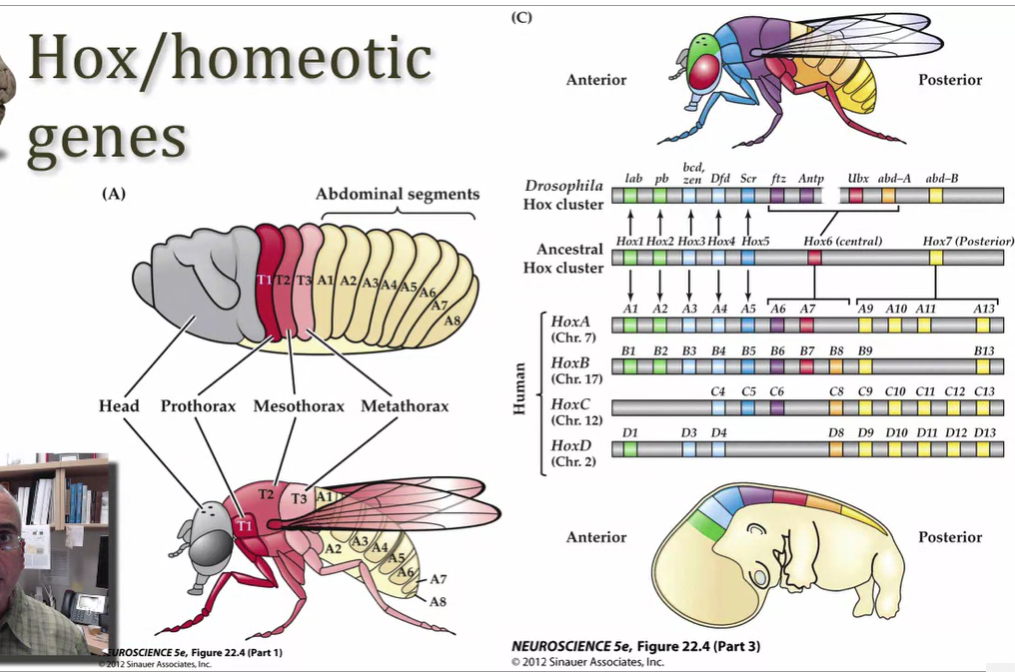 Hox/homeotic
genes
(A)
Abdominal segments
T1 T2 T3 A1 A2 A3 A4 A5 A6 A7 A8
Head Prothorax Mesothorax Metathorax
T1 T2 T3 A1
A2 A3 A4 A5 A6 A7
A8
EUROSCIENCE 5e, Figure 22.4 (Part 1)
© 2012 Sinauer Associates, Inc.
(C)
Anterior Posterior
lab pb bcd, zen Dfd Scr ftz Antp Ubx abd–A abd–B
Drosophila
Hox cluster
Hox1 Hox2 Hox3 Hox4 Hox5 Hox6 (central) Hox7 (Posterior)
Ancestral
Hox cluster
Human
A1 A2 A3 A4 A5 A6 A7 A9 A10 A11 A13
HoxA
(Chr. 7)
B1 B2 B3 B4 B5 B6 B7 B8 B9 B13
HoxB
(Chr. 17)
C4 C5 C6 C8 C9 C10 C11 C12 C13
HoxC
(Chr. 12)
D1 D3 D4 D8 D9 D10 D11 D12 D13
HoxD
(Chr. 2)
Anterior Posterior
NEUROSCIENCE 5e, Figure 22.4 (Part 3)
© 2012 Sinauer Associates, Inc.